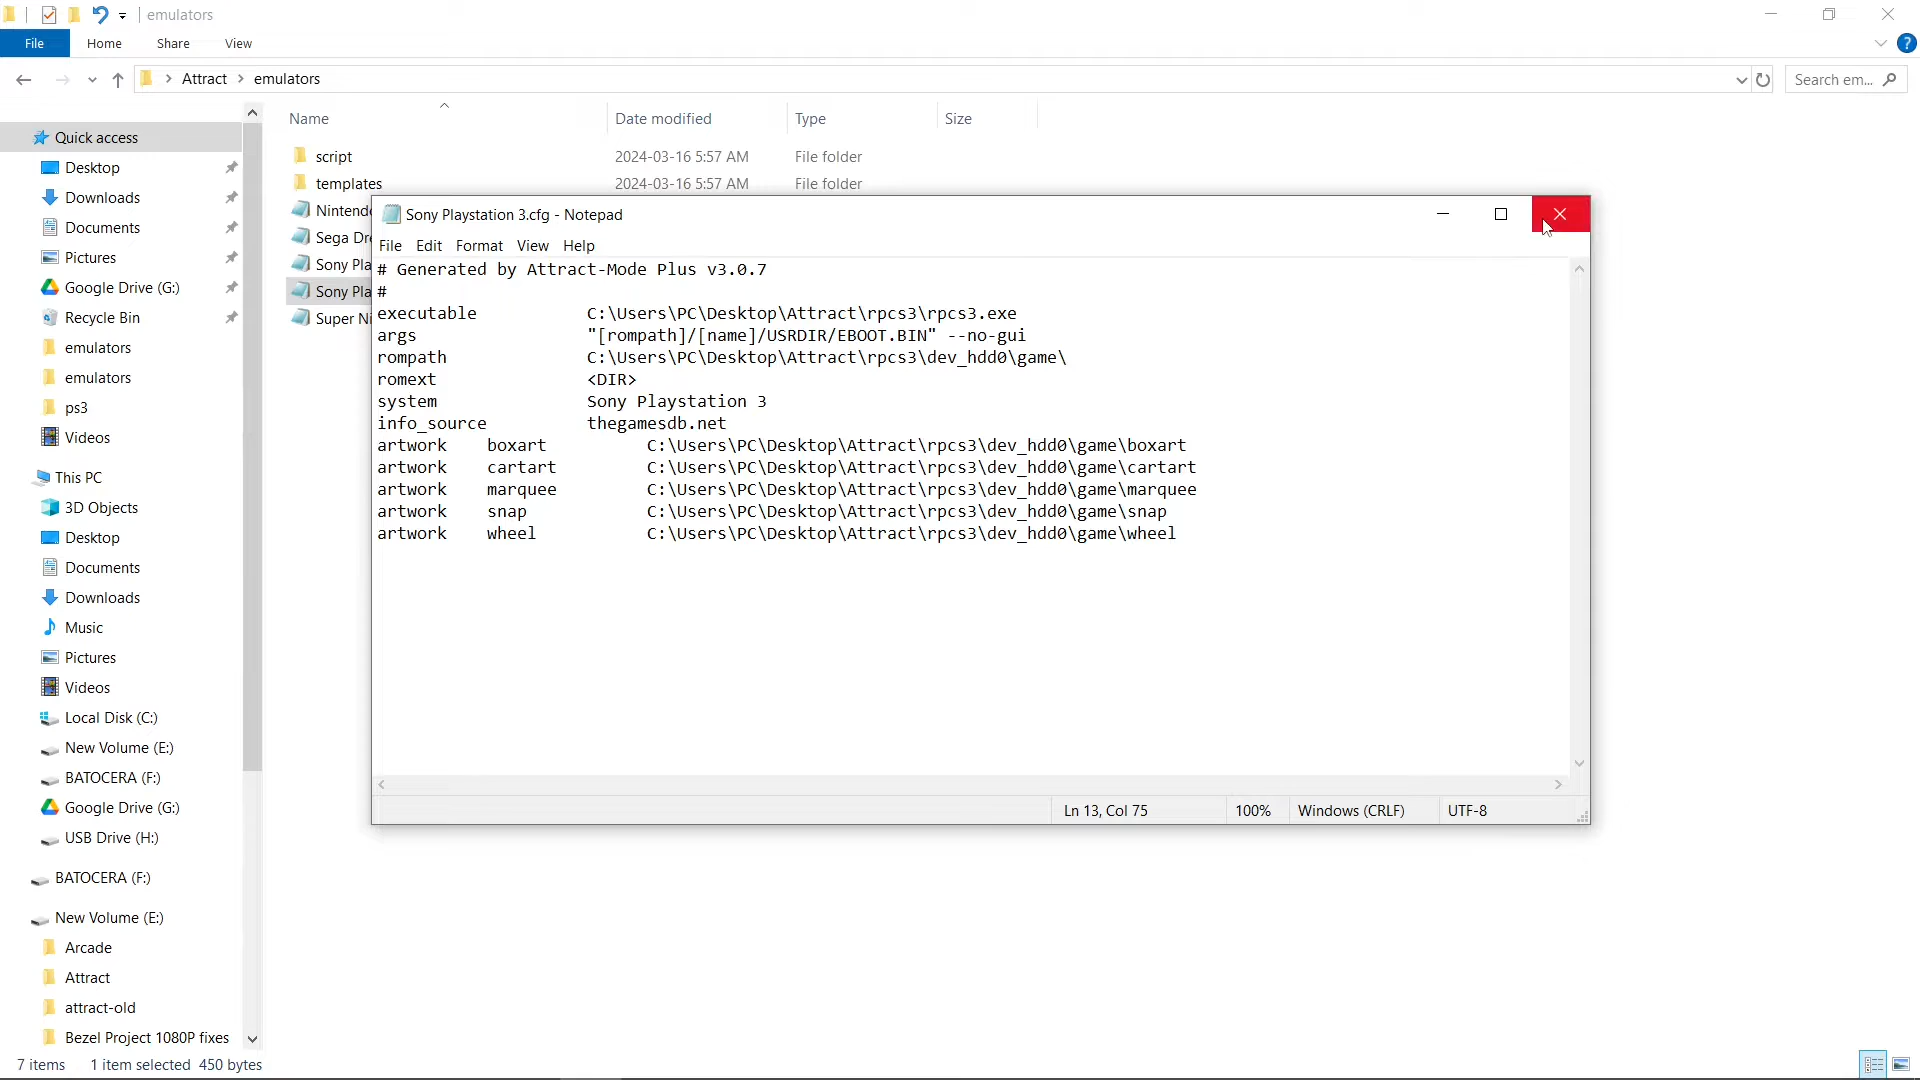 emulators
File Home Share View
Attract emulators
Search em...
Name Date modified Type Size
Quick access
Desktop
Downloads
Documents
Pictures
Google Drive (G:)
Recycle Bin
emulators
emulators
ps3
Videos
This PC
3D Objects
Desktop
Documents
Downloads
Music
Pictures
Videos
Local Disk (C:)
New Volume (E:)
BATOCERA (F:)
Google Drive (G:)
USB Drive (H:)
BATOCERA (F:)
New Volume (E:)
Arcade
Attract
attract-old
Bezel Project 1080P fixes
script 2024-03-16 5:57 AM File folder
templates 2024-03-16 5:57 AM File folder
Nintend
Sega Dre
Sony Pla
Sony Pla
Super Ni
Sony Playstation 3.cfg - Notepad
File Edit Format View Help
# Generated by Attract-Mode Plus v3.0.7
#
executable C:\Users\PC\Desktop\Attract\rpcs3\rpcs3.exe
args "[rompath]/[name]/USRDIR/EBOOT.BIN" --no-gui
rompath C:\Users\PC\Desktop\Attract\rpcs3\dev_hdd0\game\
romext <DIR>
system Sony Playstation 3
info_source thegamesdb.net
artwork boxart C:\Users\PC\Desktop\Attract\rpcs3\dev_hdd0\game\boxart
artwork cartart C:\Users\PC\Desktop\Attract\rpcs3\dev_hdd0\game\cartart
artwork marquee C:\Users\PC\Desktop\Attract\rpcs3\dev_hdd0\game\marquee
artwork snap C:\Users\PC\Desktop\Attract\rpcs3\dev_hdd0\game\snap
artwork wheel C:\Users\PC\Desktop\Attract\rpcs3\dev_hdd0\game\wheel
Ln 13, Col 75 100% Windows (CRLF) UTF-8
7 items 1 item selected 450 bytes